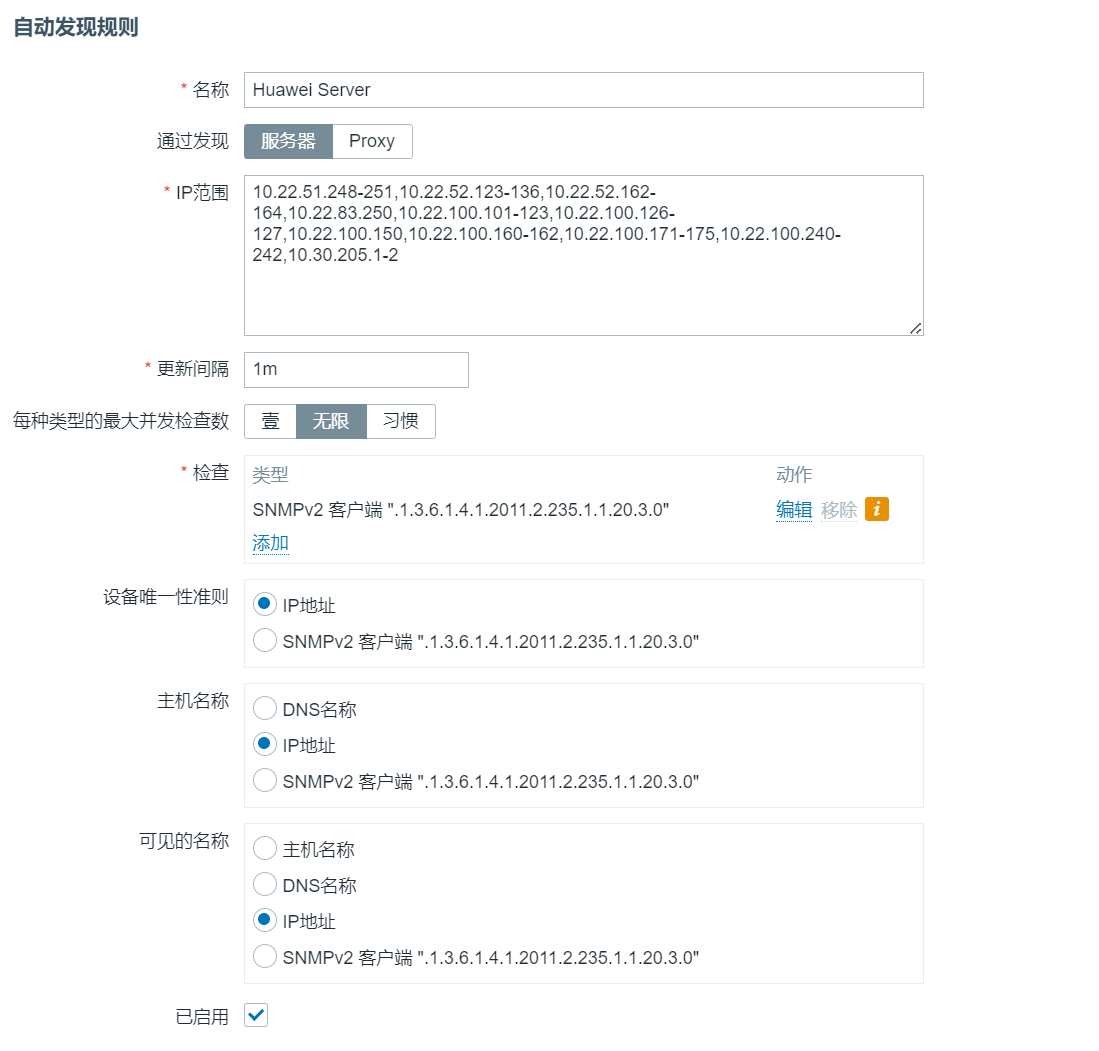 自动发现规则
* 名称 Huawei Server
通过发现 服务器 Proxy
* IP范围 10.22.51.248-251,10.22.52.123-136,10.22.52.162-
164,10.22.83.250,10.22.100.101-123,10.22.100.126-
127,10.22.100.150,10.22.100.160-162,10.22.100.171-175,10.22.100.240-
242,10.30.205.1-2
* 更新间隔 1m
每种类型的最大并发检查数 壹 无限 习惯
* 检查 类型 动作
SNMPv2 客户端 ".1.3.6.1.4.1.2011.2.235.1.1.20.3.0" 编辑 移除 i
添加
设备唯一性准则 IP地址
SNMPv2 客户端 ".1.3.6.1.4.1.2011.2.235.1.1.20.3.0"
主机名称 DNS名称
IP地址
SNMPv2 客户端 ".1.3.6.1.4.1.2011.2.235.1.1.20.3.0"
可见的名称 主机名称
DNS名称
IP地址
SNMPv2 客户端 ".1.3.6.1.4.1.2011.2.235.1.1.20.3.0"
已启用